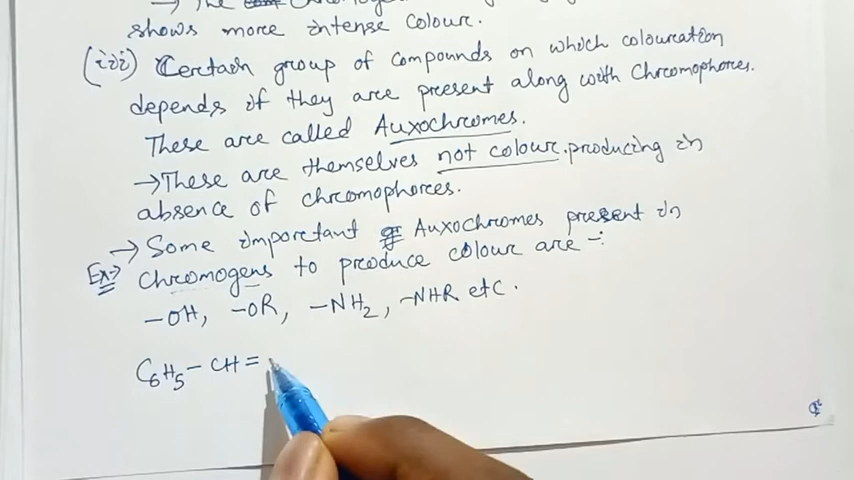 → The Chromogen
shows more intense colour.
(iii) Certain group of compounds on which colouration
depends if they are present along with Chromophores.
These are called Auxochromes.
→ These are themselves not colour producing in
absence of chromophores.
→ Some important Auxochromes present in
Ex:→ Chromogens to produce colour are -:
-OH, -OR, -NH₂, -NHR etc.
C₆H₅ - CH =